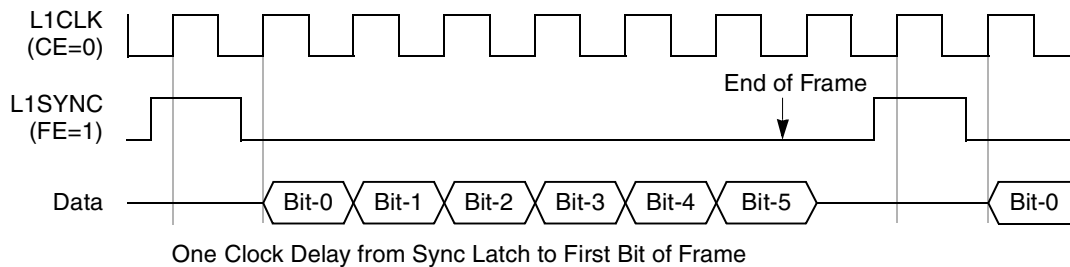 L1CLK
(CE=0)
End of Frame
L1SYNC
(FE=1)
Data Bit-0 Bit-1 Bit-2 Bit-3 Bit-4 Bit-5 Bit-0
One Clock Delay from Sync Latch to First Bit of Frame